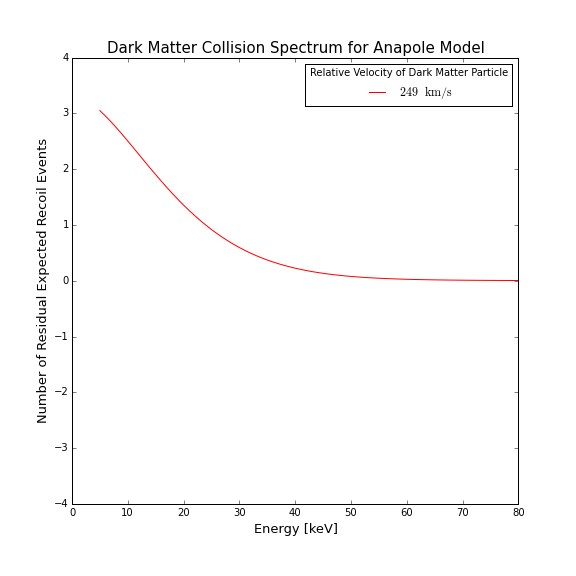 Dark Matter Collision Spectrum for Anapole Model
Relative Velocity of Dark Matter Particle
249 km/s
Number of Residual Expected Recoil Events
4
3
2
1
0
−1
−2
−3
−4
0 10 20 30 40 50 60 70 80
Energy [keV]